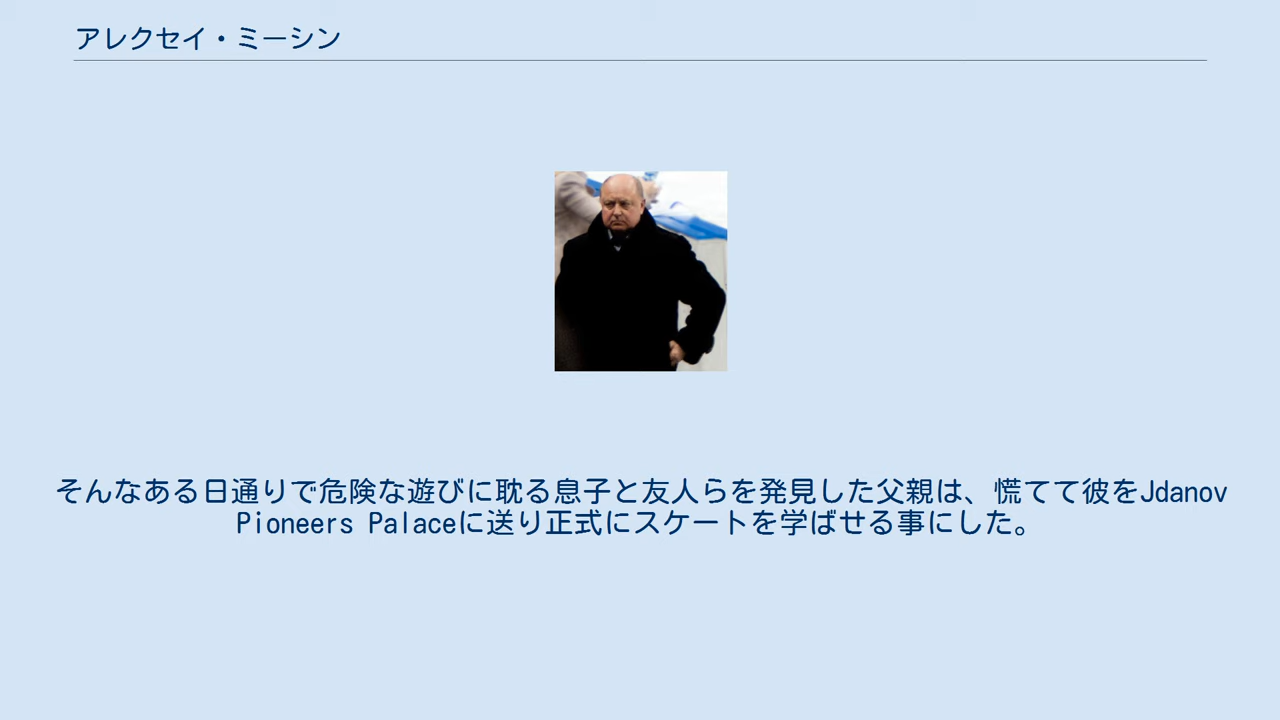 アレクセイ・ミーシン
そんなある日通りで危険な遊びに耽る息子と友人らを発見した父親は、慌てて彼をJdanov
Pioneers Palaceに送り正式にスケートを学ばせる事にした。